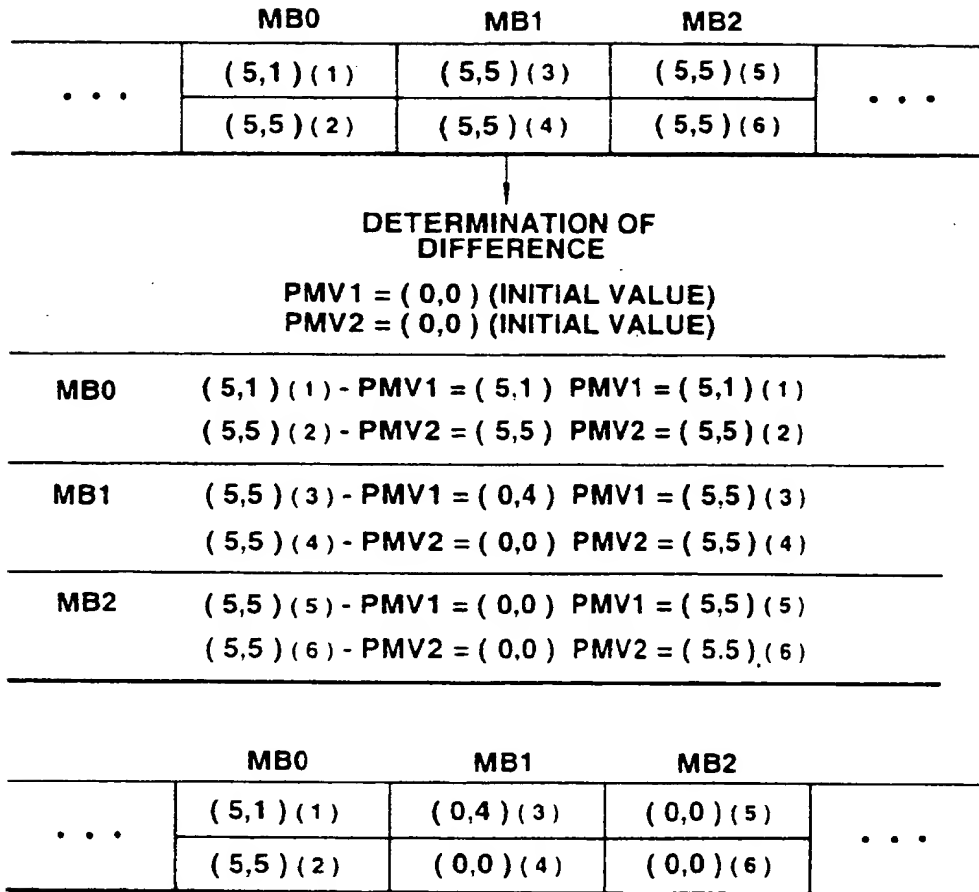 MB0 MB1 MB2
• • • (5,1)(1) (5,5)(3) (5,5)(5) • • •
(5,5)(2) (5,5)(4) (5,5)(6)
DETERMINATION OF
DIFFERENCE
PMV1 = (0,0) (INITIAL VALUE)
PMV2 = (0,0) (INITIAL VALUE)
MB0 (5,1)(1) - PMV1 = (5,1) PMV1 = (5,1)(1)
(5,5)(2) - PMV2 = (5,5) PMV2 = (5,5)(2)
MB1 (5,5)(3) - PMV1 = (0,4) PMV1 = (5,5)(3)
(5,5)(4) - PMV2 = (0,0) PMV2 = (5,5)(4)
MB2 (5,5)(5) - PMV1 = (0,0) PMV1 = (5,5)(5)
(5,5)(6) - PMV2 = (0,0) PMV2 = (5.5)(6)
MB0 MB1 MB2
• • • (5,1)(1) (0,4)(3) (0,0)(5) • • •
(5,5)(2) (0,0)(4) (0,0)(6)